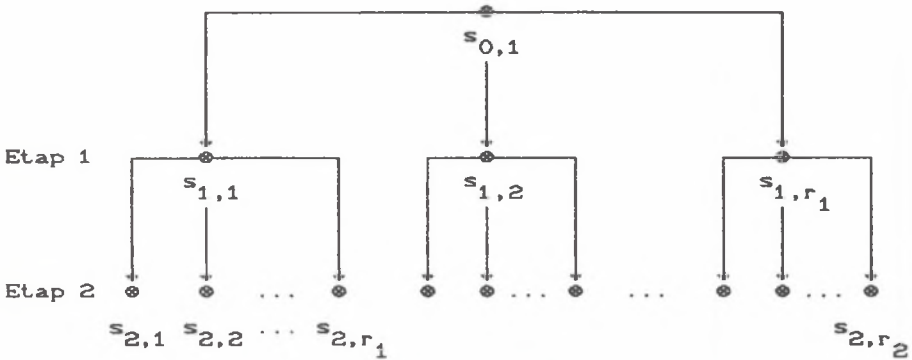 s0,1
Etap 1
s1,1 s1,2 s1,r1
Etap 2 ... ... ... ...
s2,1 s2,2 ... s2,r1 s2,r2